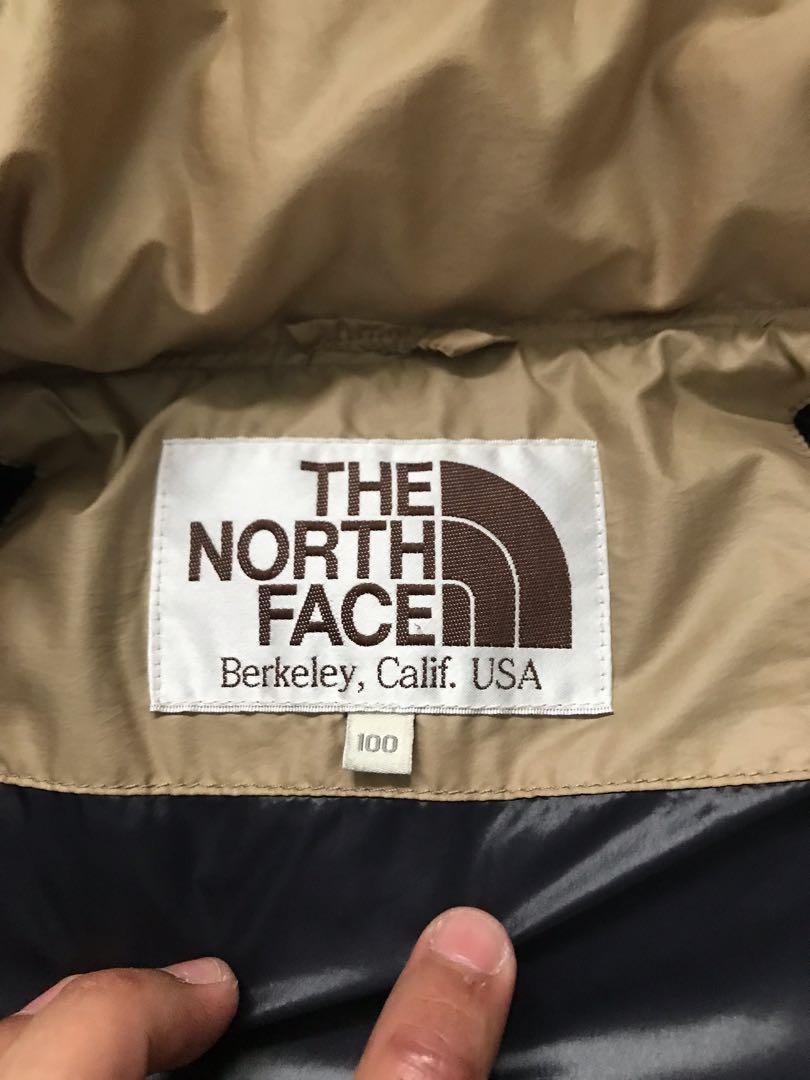 THE
NORTH
FACE
Berkeley, Calif. USA
100